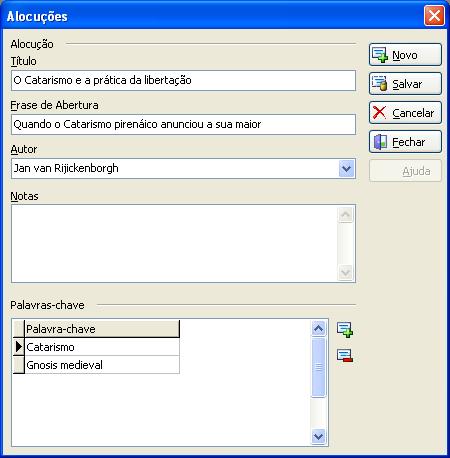 Alocuções
Alocução
Título
O Catarismo e a prática da libertação
Frase de Abertura
Quando o Catarismo pirenáico anunciou a sua maior
Autor
Jan van Rijickenborgh
Notas
Novo
Salvar
Cancelar
Fechar
Ajuda
Palavras-chave
Palavra-chave
Catarismo
Gnosis medieval